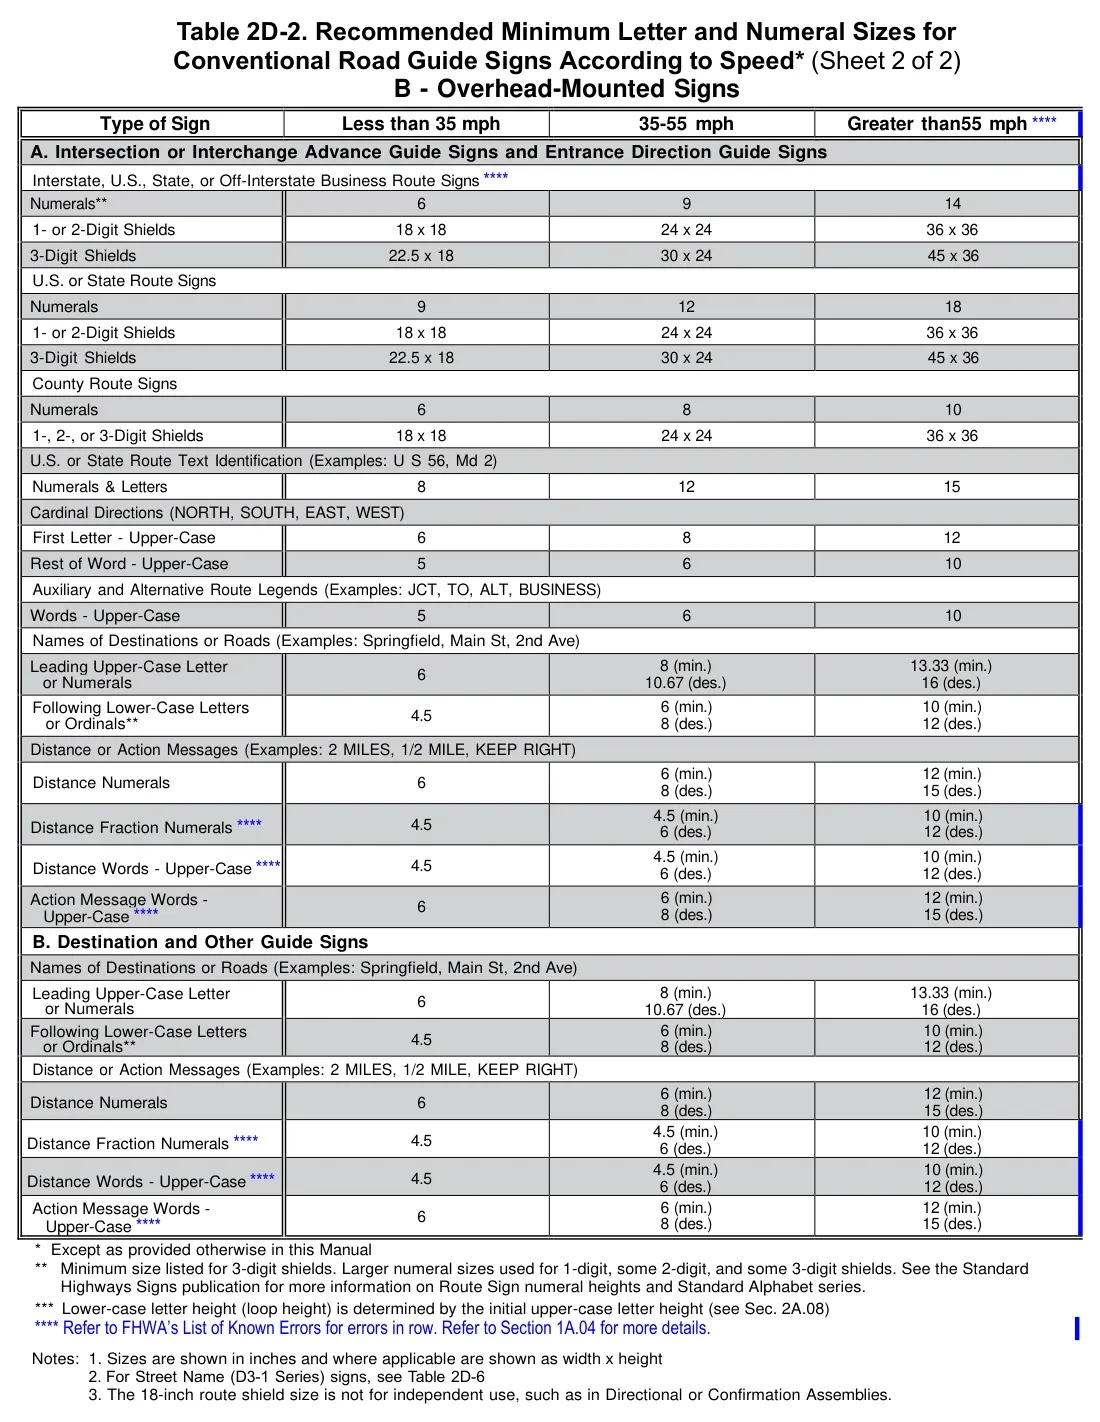 Table 2D-2. Recommended Minimum Letter and Numeral Sizes for
Conventional Road Guide Signs According to Speed* (Sheet 2 of 2)
B - Overhead-Mounted Signs
Type of Sign Less than 35 mph 35-55 mph Greater than55 mph ****
A. Intersection or Interchange Advance Guide Signs and Entrance Direction Guide Signs
Interstate, U.S., State, or Off-Interstate Business Route Signs ****
Numerals** 6 9 14
1- or 2-Digit Shields 18 x 18 24 x 24 36 x 36
3-Digit Shields 22.5 x 18 30 x 24 45 x 36
U.S. or State Route Signs
Numerals 9 12 18
1- or 2-Digit Shields 18 x 18 24 x 24 36 x 36
3-Digit Shields 22.5 x 18 30 x 24 45 x 36
County Route Signs
Numerals 6 8 10
1-, 2-, or 3-Digit Shields 18 x 18 24 x 24 36 x 36
U.S. or State Route Text Identification (Examples: U S 56, Md 2)
Numerals & Letters 8 12 15
Cardinal Directions (NORTH, SOUTH, EAST, WEST)
First Letter - Upper-Case 6 8 12
Rest of Word - Upper-Case 5 6 10
Auxiliary and Alternative Route Legends (Examples: JCT, TO, ALT, BUSINESS)
Words - Upper-Case 5 6 10
Names of Destinations or Roads (Examples: Springfield, Main St, 2nd Ave)
Leading Upper-Case Letter 8 (min.) 13.33 (min.)
or Numerals 6 10.67 (des.) 16 (des.)
Following Lower-Case Letters 6 (min.) 10 (min.)
or Ordinals** 4.5 8 (des.) 12 (des.)
Distance or Action Messages (Examples: 2 MILES, 1/2 MILE, KEEP RIGHT)
Distance Numerals 6 6 (min.) 12 (min.)
8 (des.) 15 (des.)
Distance Fraction Numerals **** 4.5 4.5 (min.) 10 (min.)
6 (des.) 12 (des.)
Distance Words - Upper-Case **** 4.5 4.5 (min.) 10 (min.)
6 (des.) 12 (des.)
Action Message Words - 6 (min.) 12 (min.)
Upper-Case **** 6 8 (des.) 15 (des.)
B. Destination and Other Guide Signs
Names of Destinations or Roads (Examples: Springfield, Main St, 2nd Ave)
Leading Upper-Case Letter 8 (min.) 13.33 (min.)
or Numerals 6 10.67 (des.) 16 (des.)
Following Lower-Case Letters 6 (min.) 10 (min.)
or Ordinals** 4.5 8 (des.) 12 (des.)
Distance or Action Messages (Examples: 2 MILES, 1/2 MILE, KEEP RIGHT)
Distance Numerals 6 6 (min.) 12 (min.)
8 (des.) 15 (des.)
Distance Fraction Numerals **** 4.5 4.5 (min.) 10 (min.)
6 (des.) 12 (des.)
Distance Words - Upper-Case **** 4.5 4.5 (min.) 10 (min.)
6 (des.) 12 (des.)
Action Message Words - 6 (min.) 12 (min.)
Upper-Case **** 6 8 (des.) 15 (des.)
* Except as provided otherwise in this Manual
** Minimum size listed for 3-digit shields. Larger numeral sizes used for 1-digit, some 2-digit, and some 3-digit shields. See the Standard
Highways Signs publication for more information on Route Sign numeral heights and Standard Alphabet series.
*** Lower-case letter height (loop height) is determined by the initial upper-case letter height (see Sec. 2A.08)
**** Refer to FHWA's List of Known Errors for errors in row. Refer to Section 1A.04 for more details.
Notes: 1. Sizes are shown in inches and where applicable are shown as width x height
2. For Street Name (D3-1 Series) signs, see Table 2D-6
3. The 18-inch route shield size is not for independent use, such as in Directional or Confirmation Assemblies.